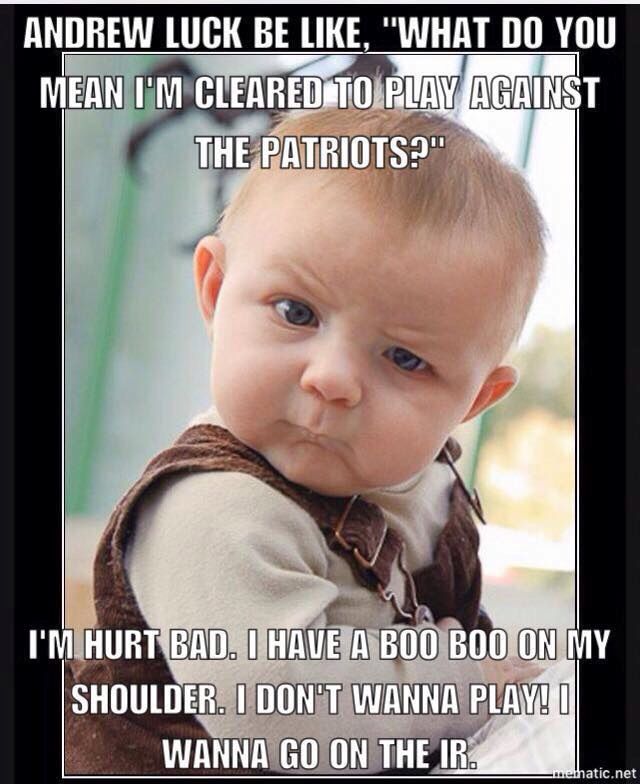 ANDREW LUCK BE LIKE, "WHAT DO YOU
MEAN I'M CLEARED TO PLAY AGAINST
THE PATRIOTS?"
I'M HURT BAD. I HAVE A BOO BOO ON MY
SHOULDER. I DON'T WANNA PLAY! I
WANNA GO ON THE IR.
mematic.net